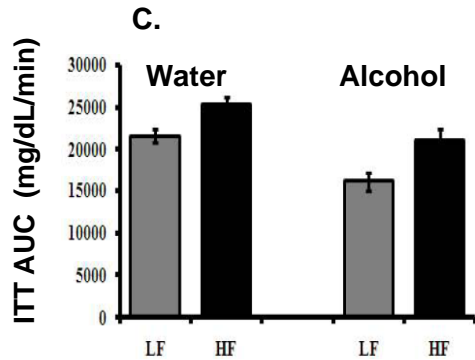 C.
ITT AUC (mg/dL/min)
30000
25000
20000
15000
10000
5000
0
Water Alcohol
LF HF LF HF